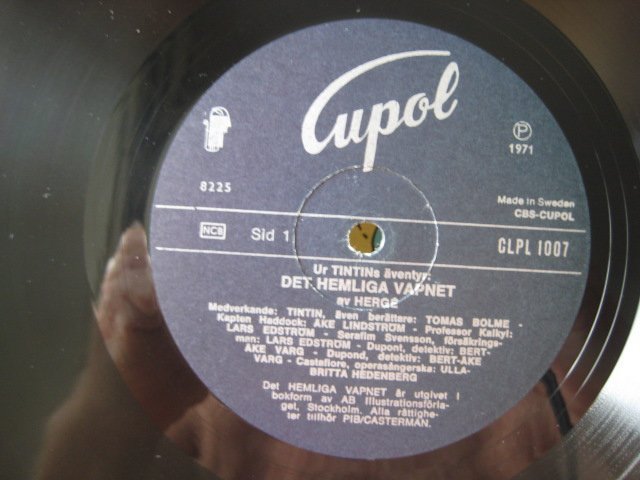 Cupol
P
1971
8225
Made in Sweden
CBS-CUPOL
NCB
Sid 1
CLPL 1007
Ur TINTINs äventyr:
DET HEMLIGA VAPNET
av HERGÉ
Medverkande: TINTIN, även berättare: TOMAS BOLME -
Kapten Haddock: ÅKE LINDSTRÖM - Professor Kalkyl:
LARS EDSTRÖM - Serafim Svensson, försäkrings-
man: LARS EDSTRÖM - Dupont, detektiv: BERT-
ÅKE VARG - Dupond, detektiv: BERT-ÅKE
VARG - Castafiore, operasångerska: ULLA-
BRITTA HEDENBERG
Det HEMLIGA VAPNET är utgivet i
bokform av AB Illustrationsförla-
get, Stockholm. Alla rättighe-
ter tillhör PIB/CASTERMAN.